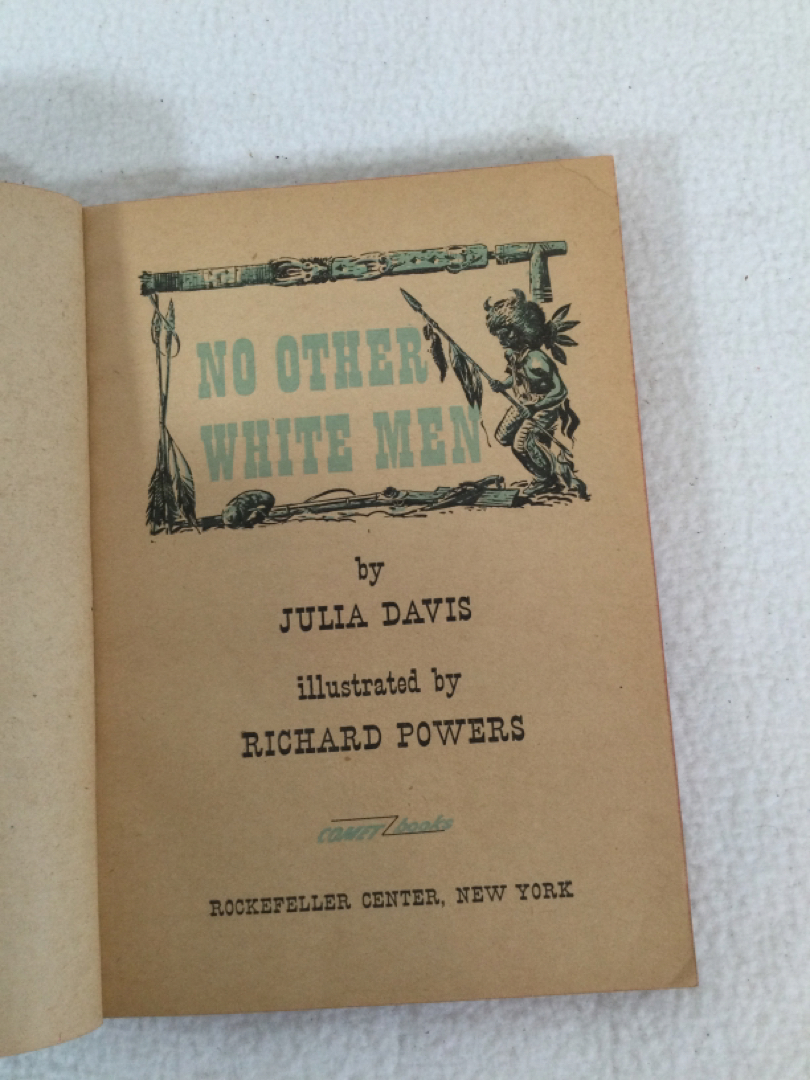 NO OTHER
WHITE MEN
by
JULIA DAVIS
illustrated by
RICHARD POWERS
COMET books
ROCKEFELLER CENTER, NEW YORK